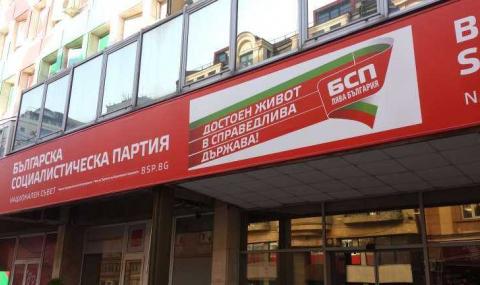 БЪЛГАРСКА
СОЦИАЛИСТИЧЕСКА ПАРТИЯ
НАЦИОНАЛЕН СЪВЕТ
BSP.BG
ДОСТОЕН ЖИВОТ
В СПРАВЕДЛИВА
ДЪРЖАВА!
БСП
ЛЯВА БЪЛГАРИЯ
B
S
N